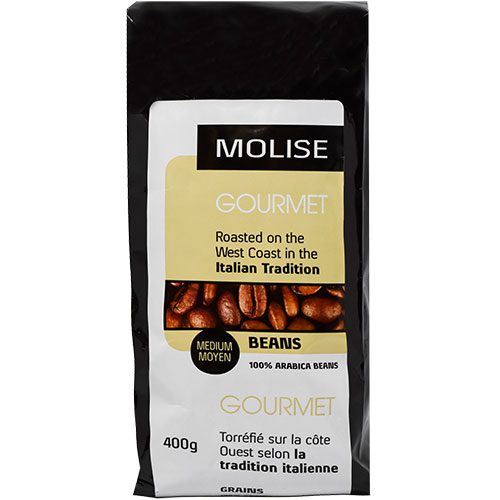 MOLISE
GOURMET
Roasted on the
West Coast in the
Italian Tradition
MEDIUM
MOYEN
BEANS
100% ARABICA BEANS
GOURMET
400g
Torréfié sur la côte
Ouest selon la
tradition italienne
GRAINS